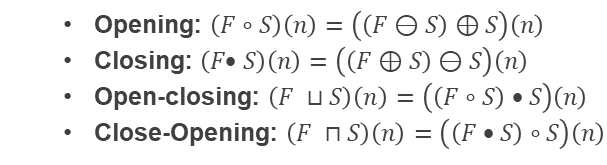 • Opening: (F ∘ S)(n) = ((F ⊖ S) ⊕ S)(n)
• Closing: (F• S)(n) = ((F ⊕ S) ⊖ S)(n)
• Open-closing: (F ⊔ S)(n) = ((F ∘ S) • S)(n)
• Close-Opening: (F ⊓ S)(n) = ((F • S) ∘ S)(n)